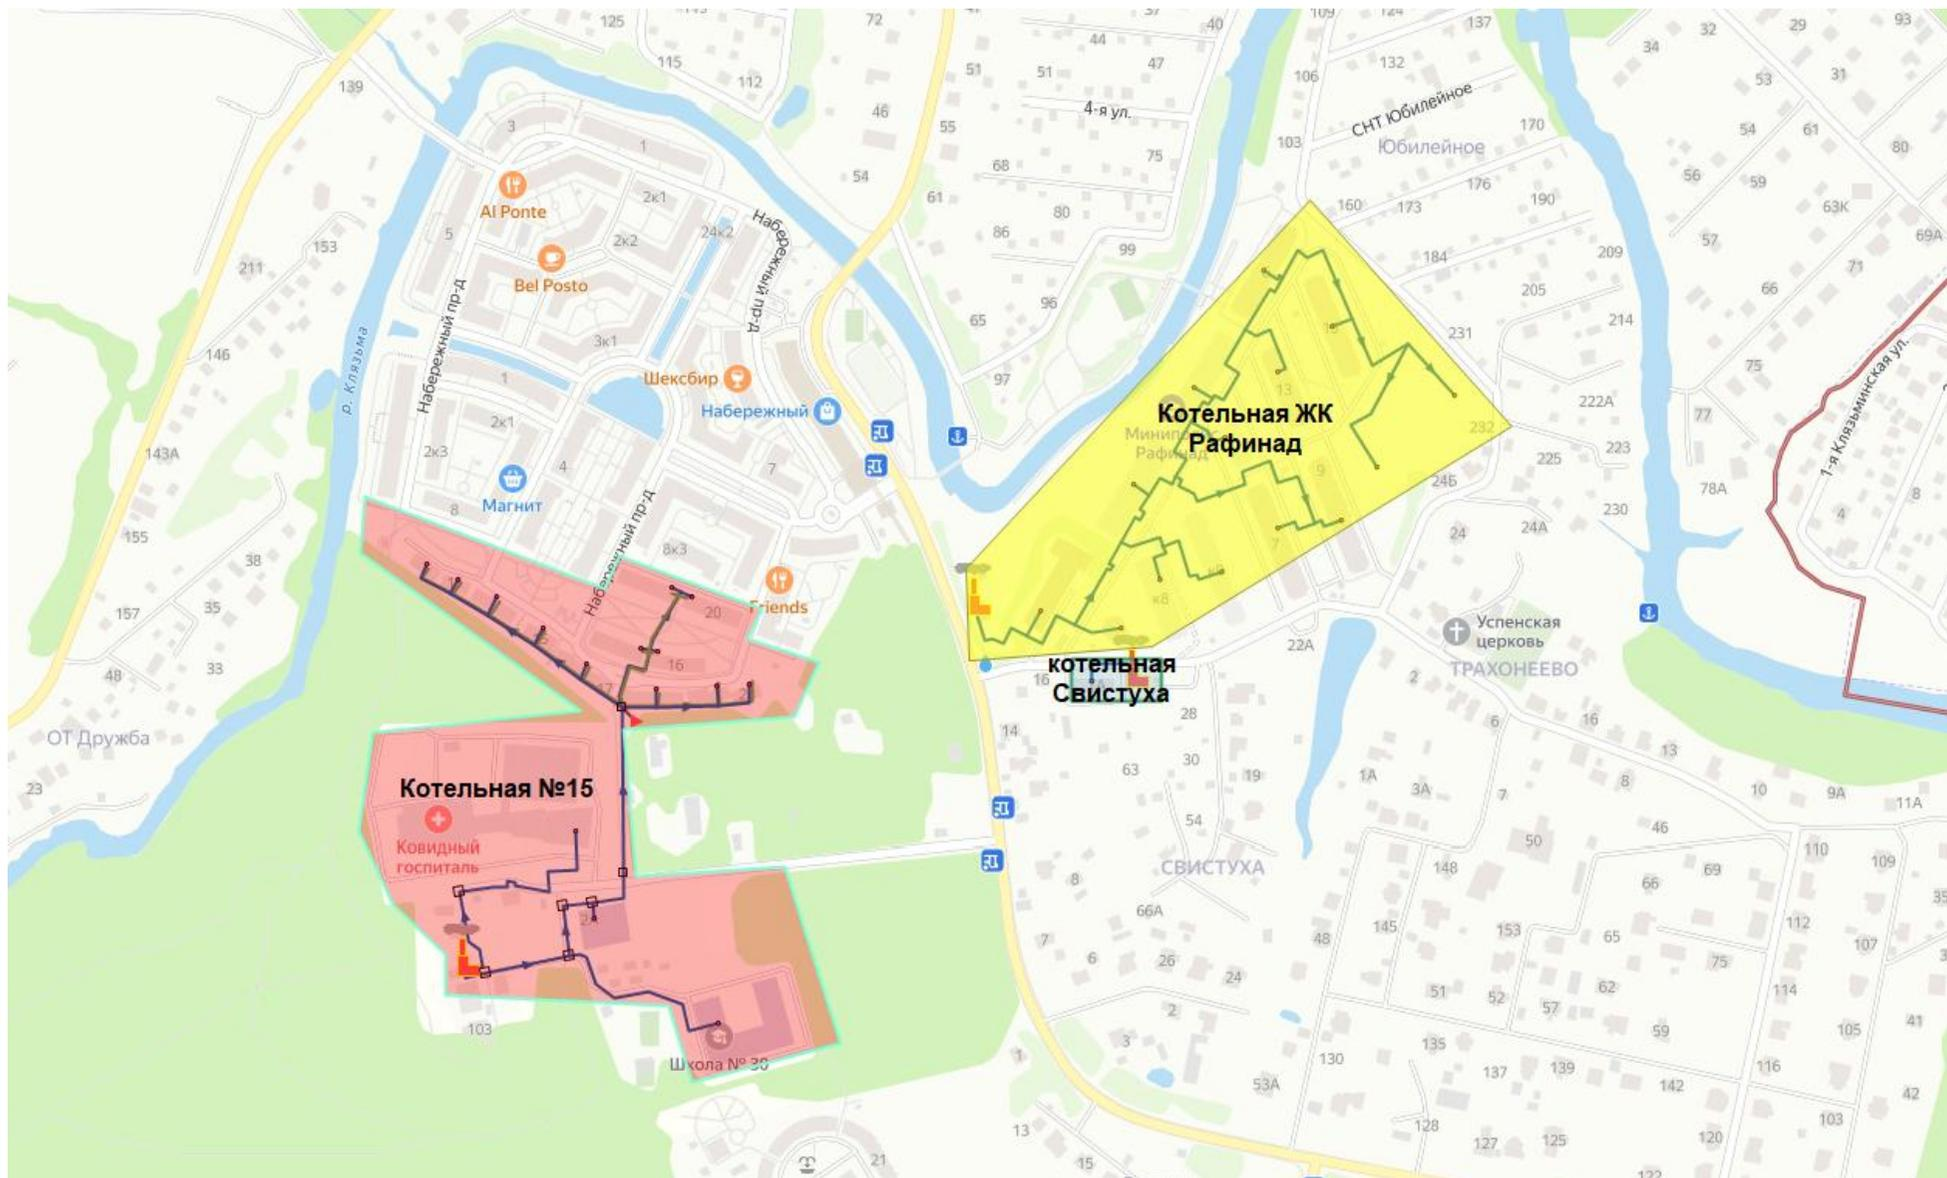 125
72
40
109
124
137
32
29
93
44
34
115
51
51
47
132
53
31
139
112
106
46
4-я ул.
СНТ Юбилейное
3
55
170
54
61
1
103
Юбилейное
80
75
68
54
176
56
59
Al Ponte
2к1
61
160
173
190
63К
80
24к2
Набережный пр-д
5
2к2
86
57
69А
153
99
209
211
184
71
Bel Posto
205
66
96
р. Клязьма
Набережный пр-д
3к1
65
214
231
146
75
1-я Клязьминская ул.
1
Шексбир
97
13
Набережный
222А
Котельная ЖК
Рафинад
77
2к1
232
2к3
223
143А
4
7
225
9
24Б
78А
Магнит
8
230
4
8
155
24А
24
Набережный пр-д
8к3
7
38
157
35
Friends
20
к8
Успенская
церковь
22А
ТРАХОНЕЕВО
котельная
Свистуха
48
33
16
16
2
28
6
16
ОТ Дружба
14
13
30
63
19
1А
3А
7
8
10
9А
11А
23
Котельная №15
54
50
46
Ковидный
госпиталь
СВИСТУХА
148
69
110
109
8
66
66А
35
112
145
153
65
48
107
7
6
26
24
75
51
52
62
114
57
2
59
105
41
103
3
135
1
130
Школа № 30
137
139
116
53А
142
42
103
128
13
127
125
120
21
15
122